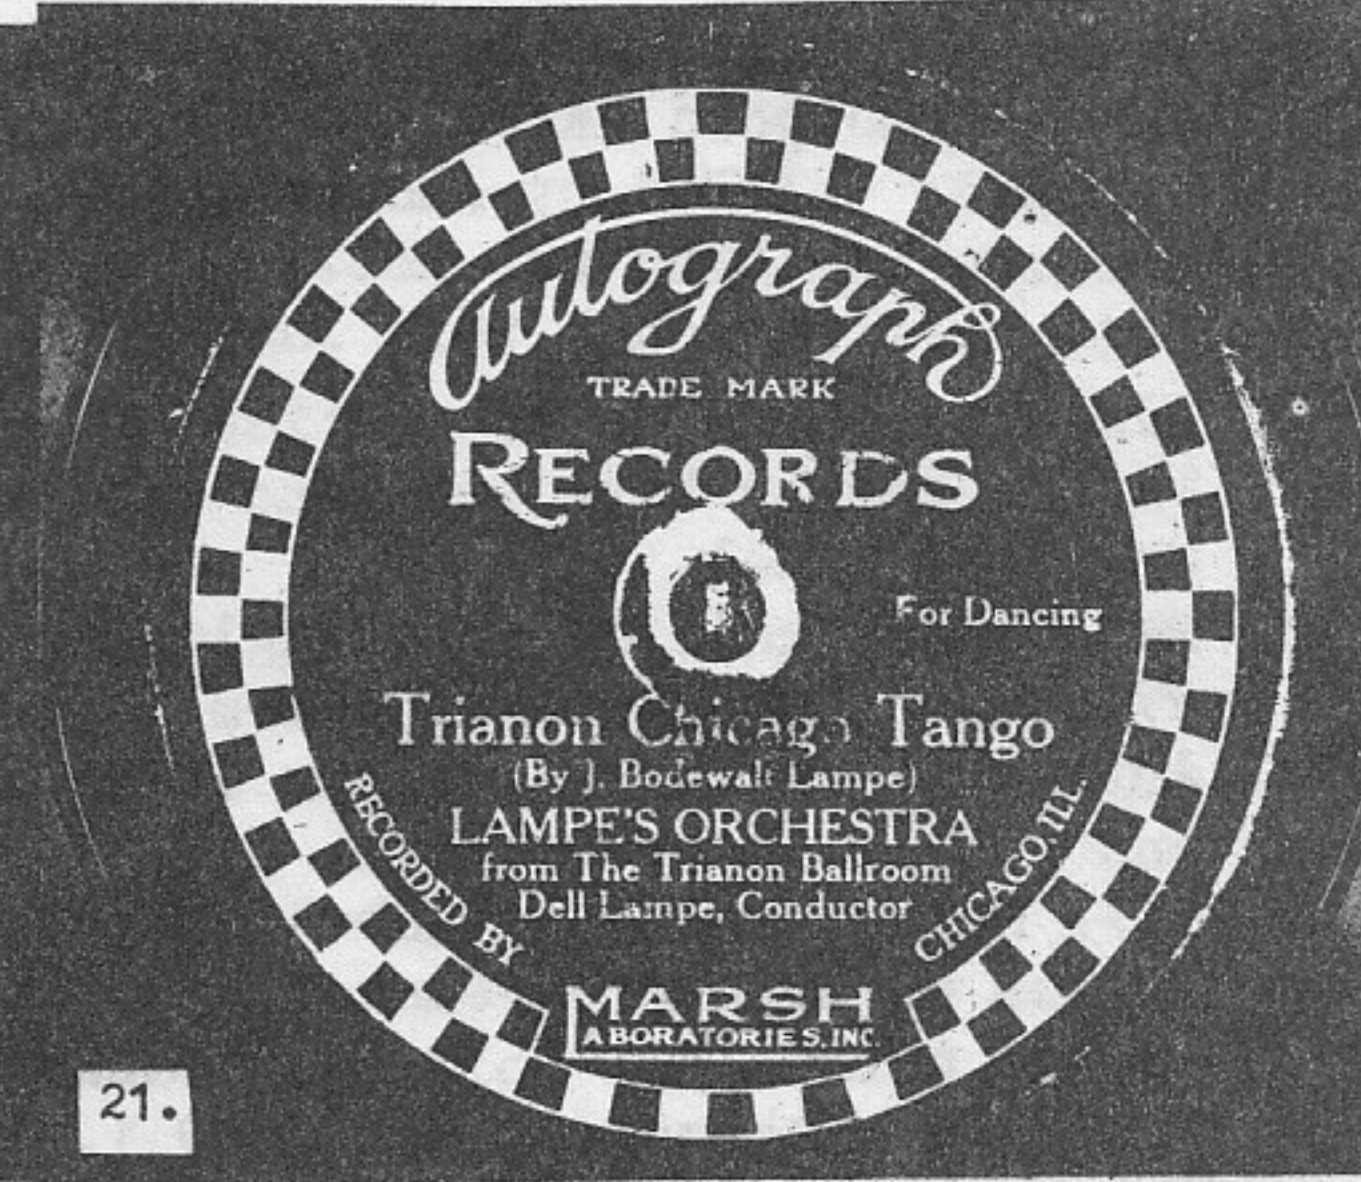 Autograph
TRADE MARK
RECORDS
For Dancing
Trianon Chicago Tango
(By J. Bodewalt Lampe)
LAMPE'S ORCHESTRA
from The Trianon Ballroom
Dell Lampe, Conductor
RECORDED BY
MARSH
LABORATORIES, INC.
CHICAGO, ILL.
21.